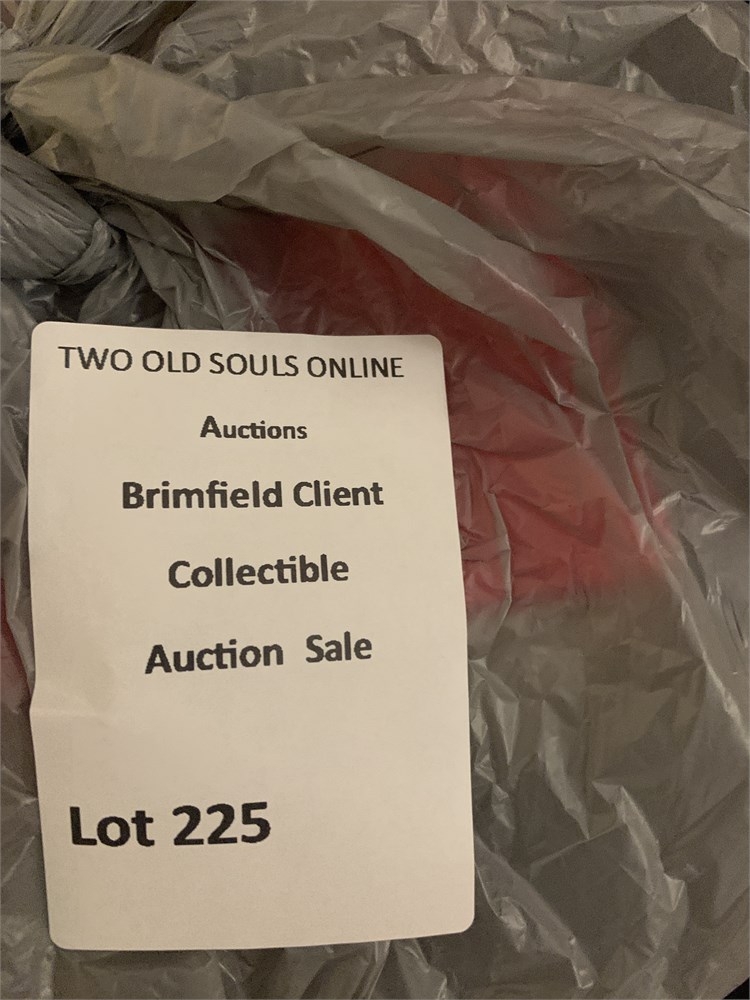 TWO OLD SOULS ONLINE
Auctions
Brimfield Client
Collectible
Auction Sale
Lot 225